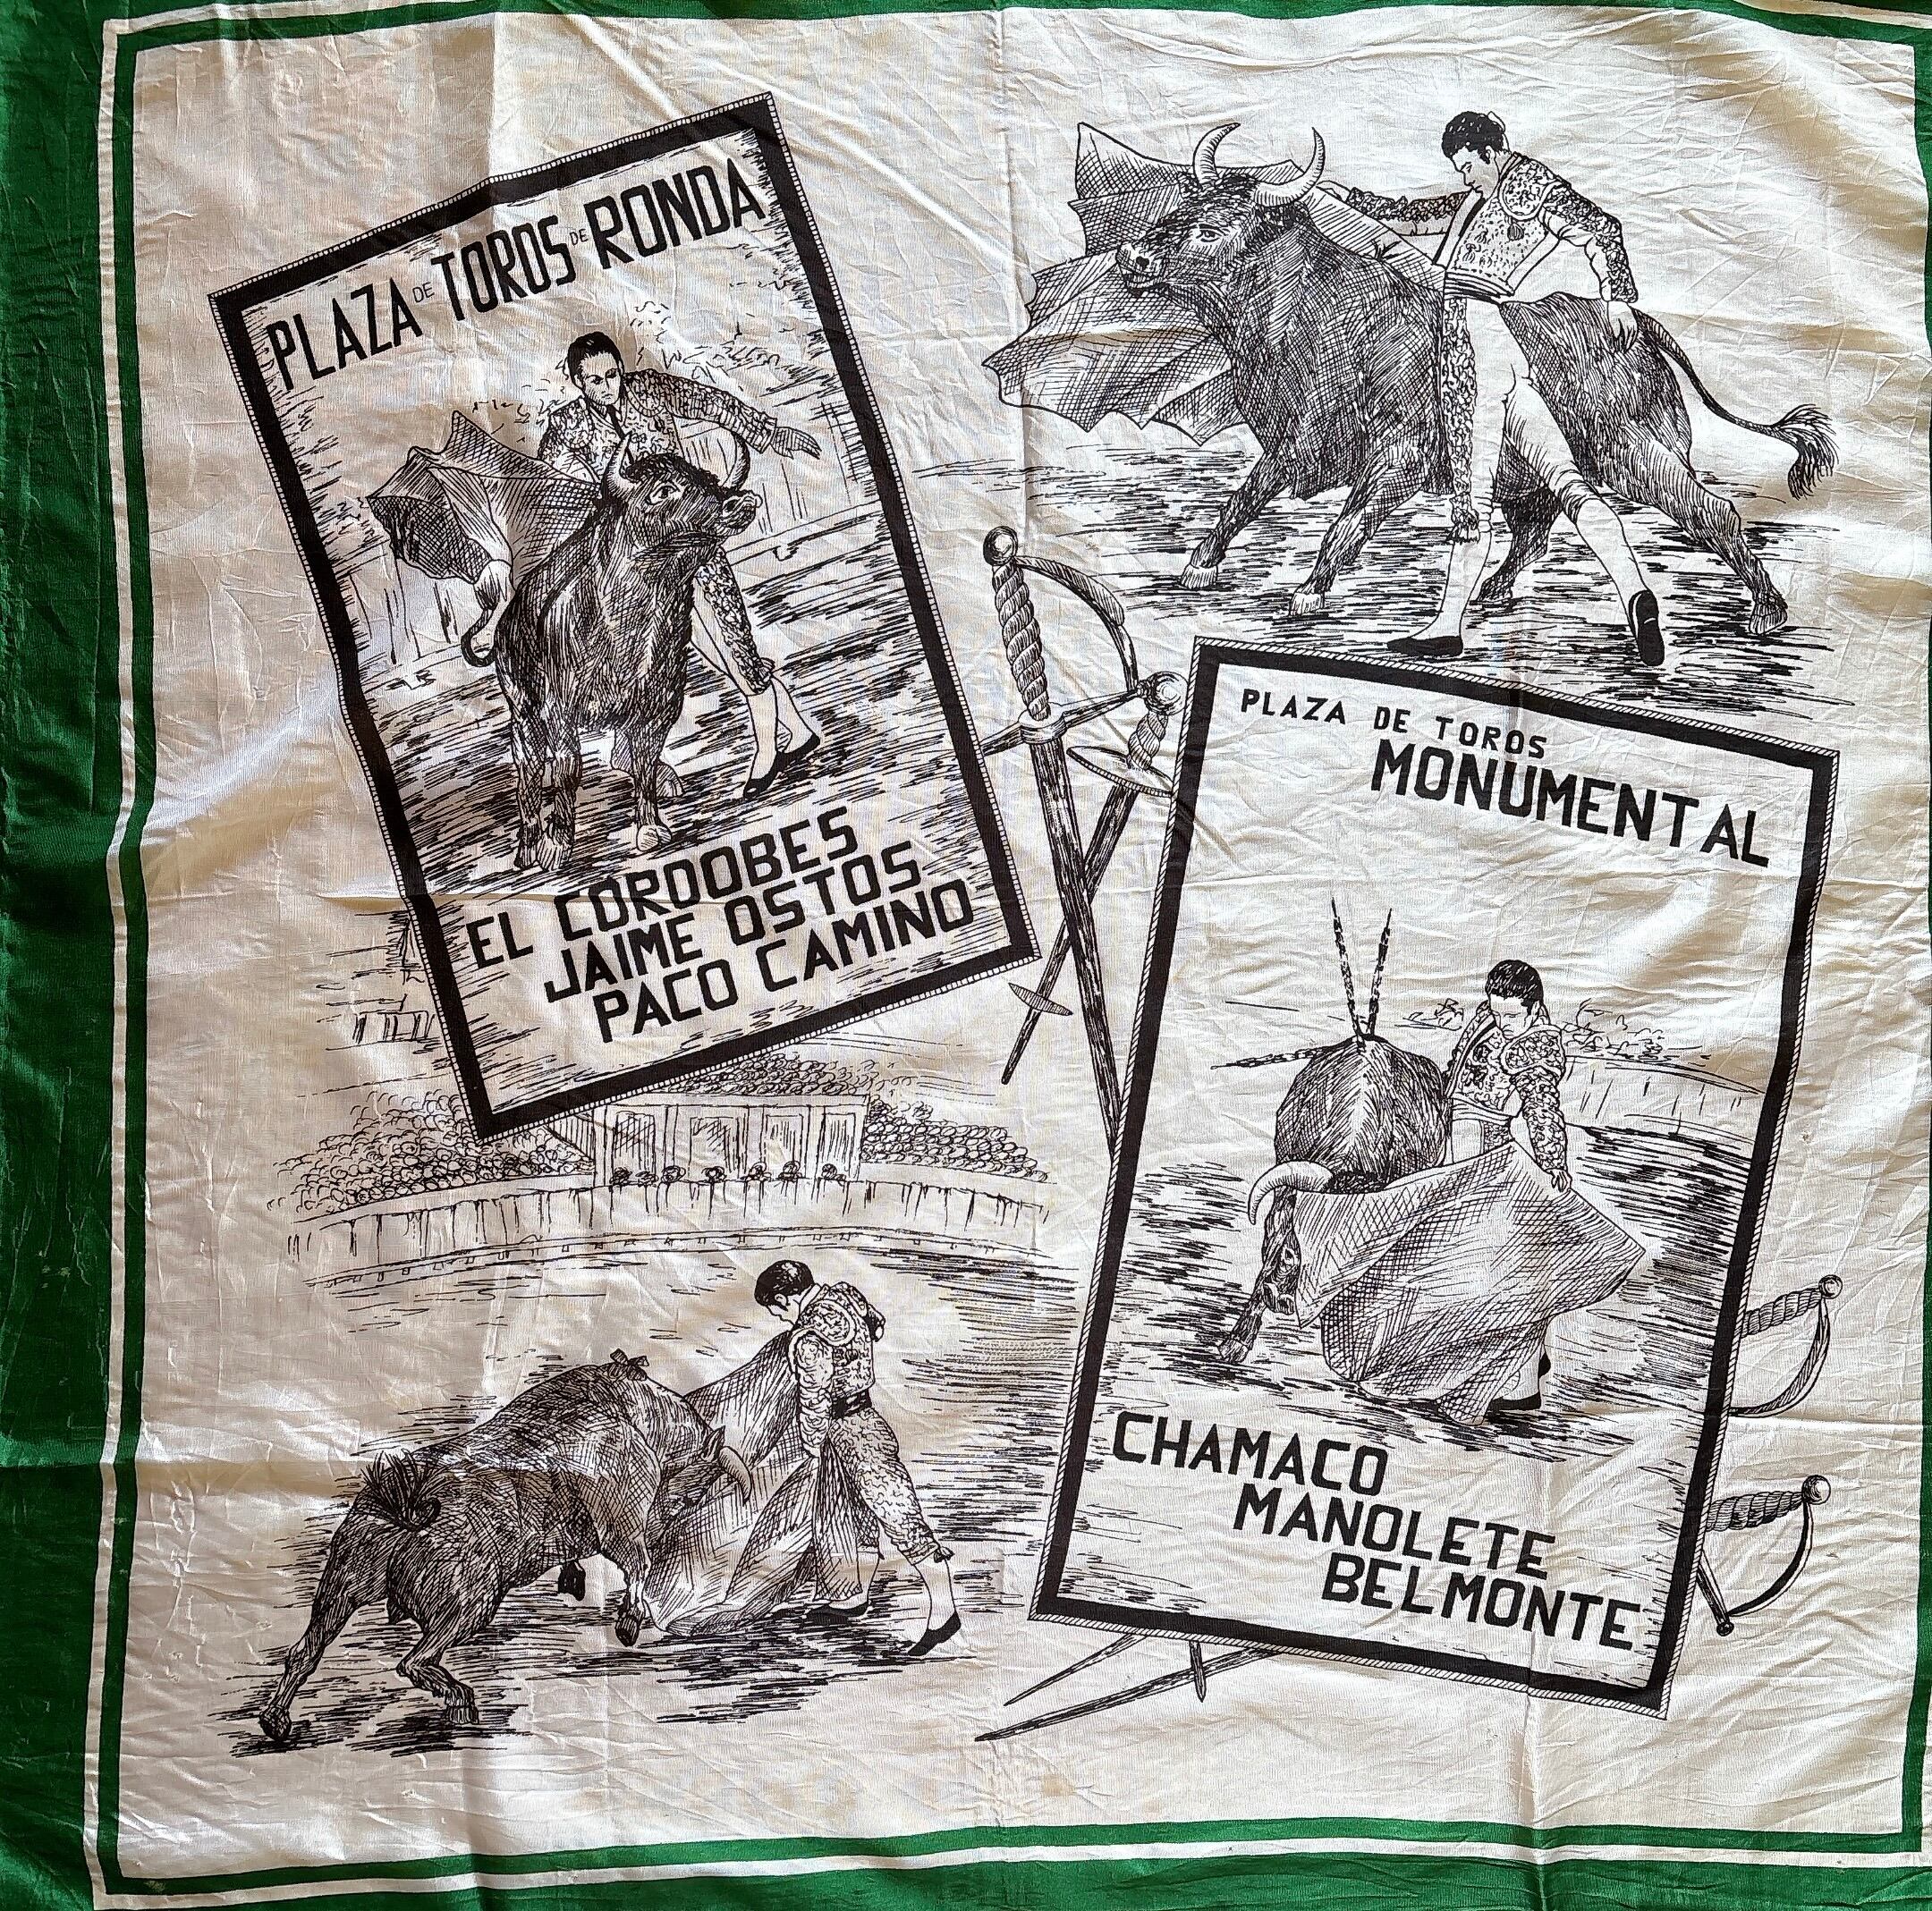 PLAZA DE TOROS DE RONDA
EL CORDOBES
JAIME OSTOS
PACO CAMINO
PLAZA DE TOROS
MONUMENTAL
CHAMACO
MANOLETE
BELMONTE